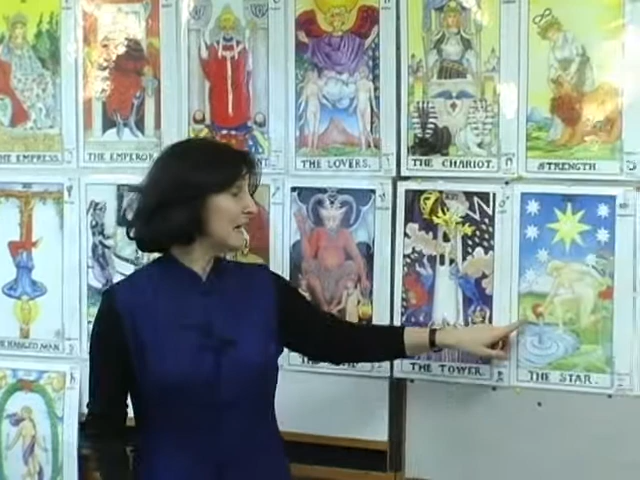 THE EMPRESS.
THE EMPEROR
THE LOVERS.
THE CHARIOT.
STRENGTH
HANGED MAN.
THE TOWER.
THE STAR.